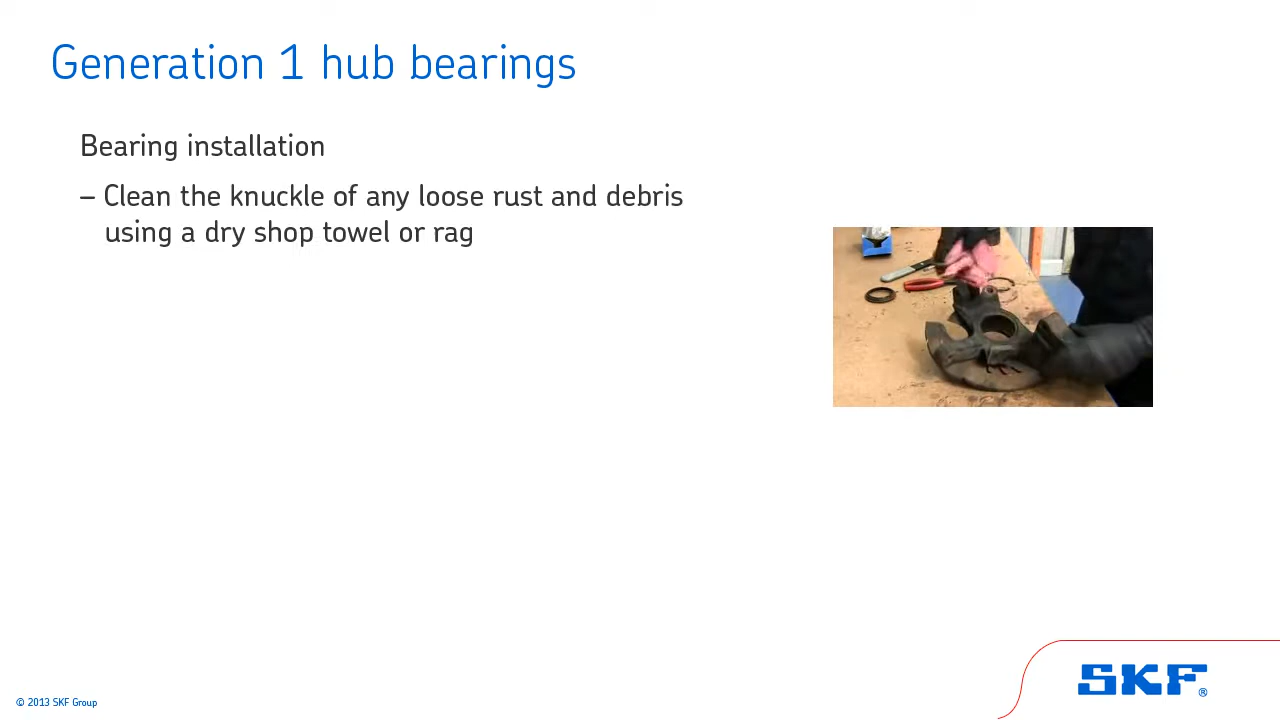 Generation 1 hub bearings
Bearing installation
– Clean the knuckle of any loose rust and debris
using a dry shop towel or rag
SKF®
© 2013 SKF Group